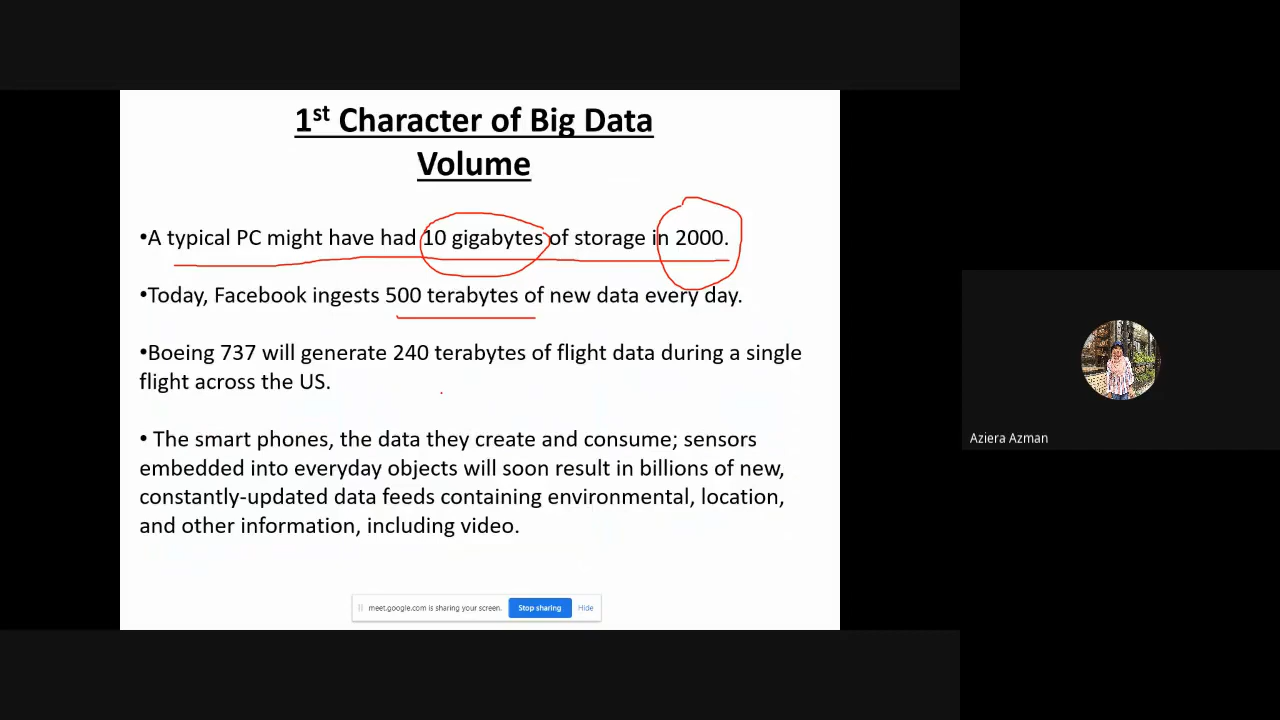 1st Character of Big Data
Volume
•A typical PC might have had 10 gigabytes of storage in 2000.
•Today, Facebook ingests 500 terabytes of new data every day.
•Boeing 737 will generate 240 terabytes of flight data during a single
flight across the US.
• The smart phones, the data they create and consume; sensors
embedded into everyday objects will soon result in billions of new,
constantly-updated data feeds containing environmental, location,
and other information, including video.
meet.google.com is sharing your screen. Stop sharing Hide
Aziera Azman